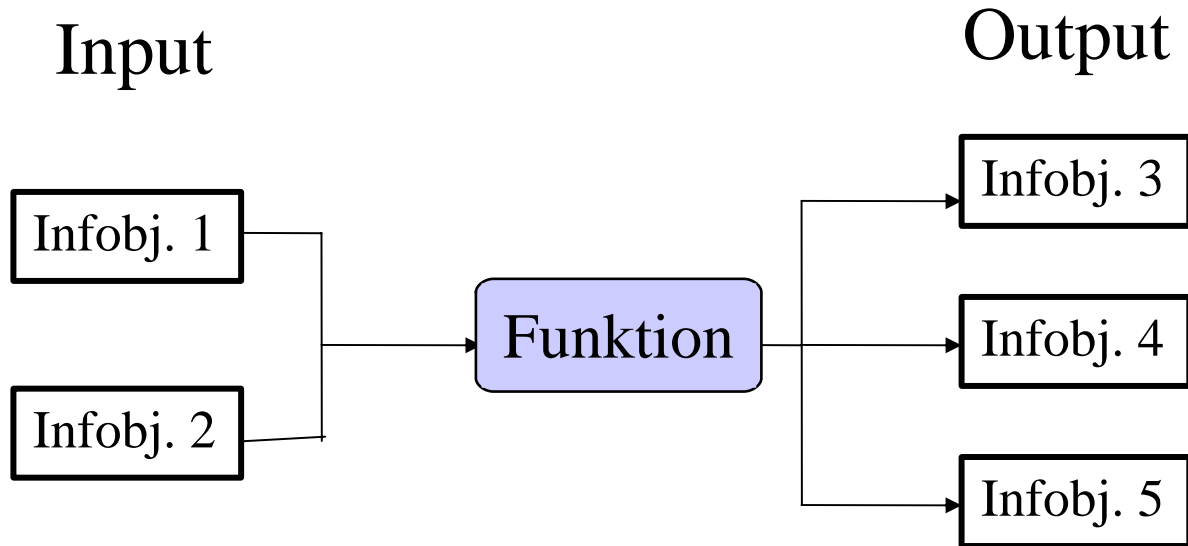 Input
Output
Infobj. 1
Infobj. 2
Funktion
Infobj. 3
Infobj. 4
Infobj. 5